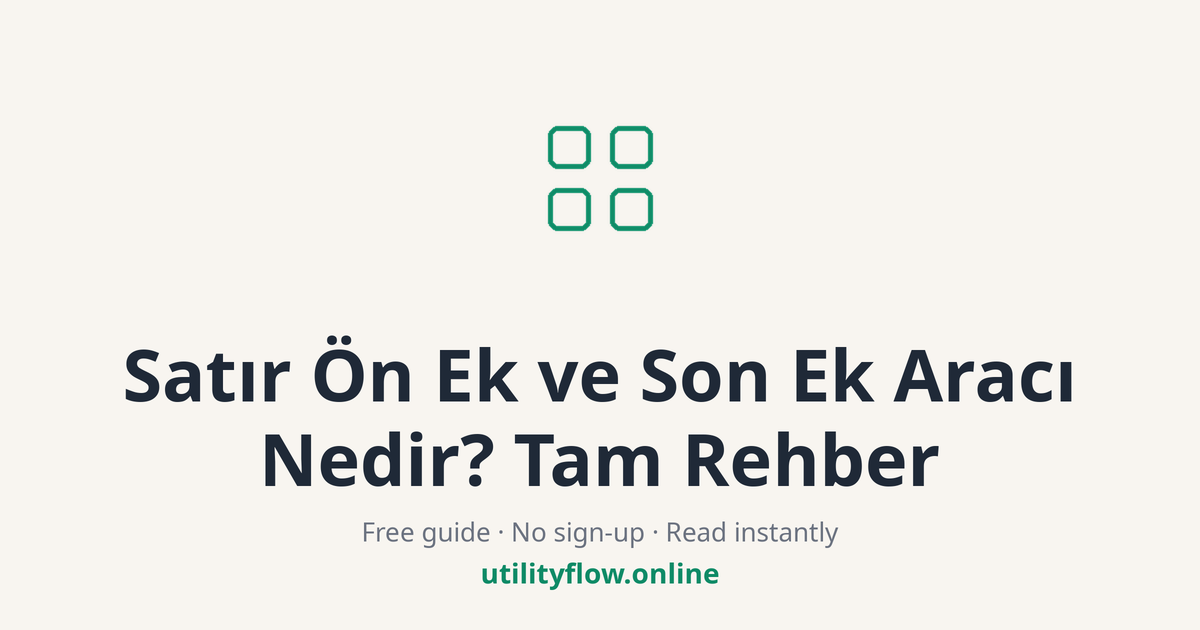 Satır Ön Ek ve Son Ek Aracı
Nedir? Tam Rehber
Free guide · No sign-up · Read instantly
utilityflow.online